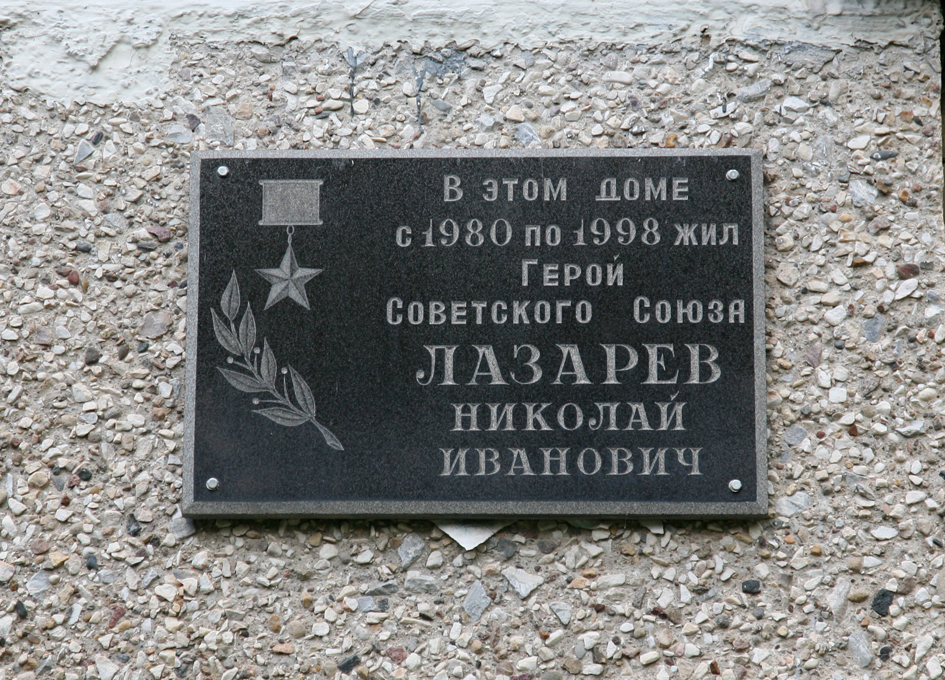 В ЭТОМ ДОМЕ
С 1980 ПО 1998 ЖИЛ
ГЕРОЙ
СОВЕТСКОГО СОЮЗА
ЛАЗАРЕВ
НИКОЛАЙ
ИВАНОВИЧ